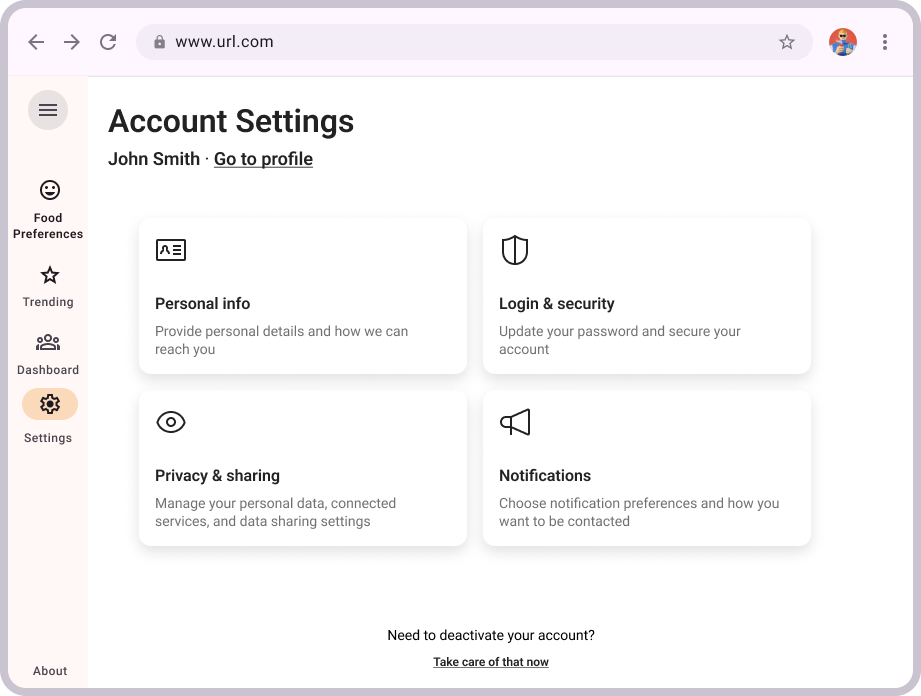 www.url.com
Account Settings
John Smith · Go to profile
Food
Preferences
Trending
Dashboard
Settings
About
Personal info
Provide personal details and how we can
reach you
Login & security
Update your password and secure your
account
Privacy & sharing
Manage your personal data, connected
services, and data sharing settings
Notifications
Choose notification preferences and how you
want to be contacted
Need to deactivate your account?
Take care of that now